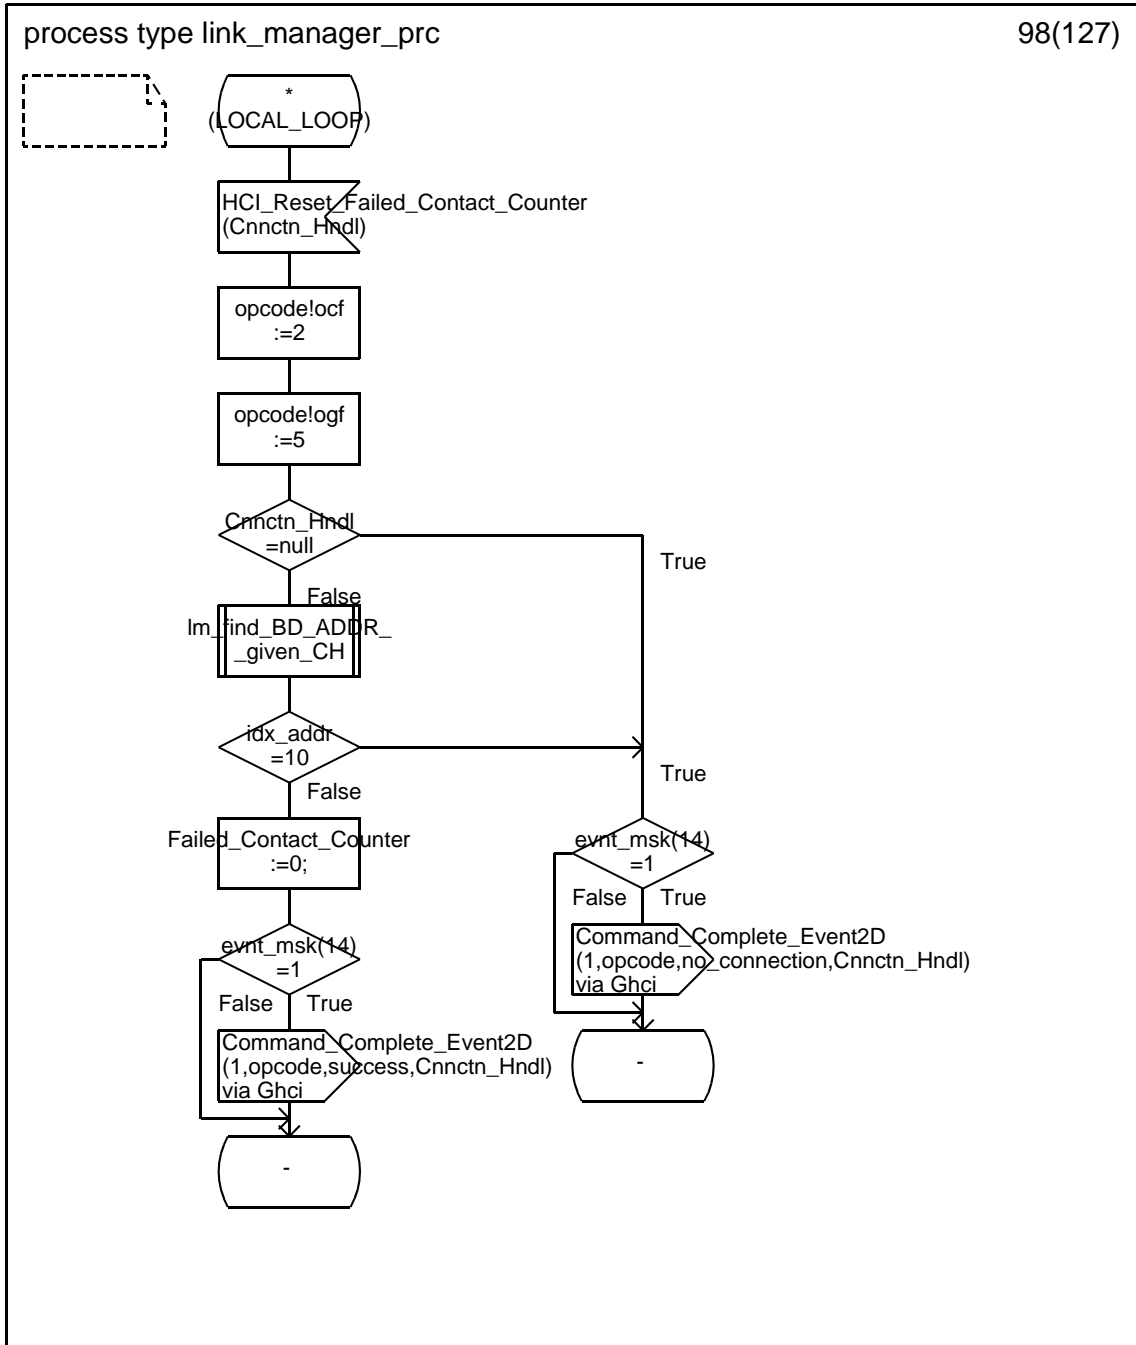 process type link_manager_prc
98(127)
*
(LOCAL_LOOP)
HCI_Reset_Failed_Contact_Counter
(Cnnctn_Hndl)
opcode!ocf
:=2
opcode!ogf
:=5
Cnnctn_Hndl
=null
True
False
lm_find_BD_ADDR_
_given_CH
idx_addr
=10
True
False
Failed_Contact_Counter
:=0;
evnt_msk(14)
=1
False
True
Command_Complete_Event2D
(1,opcode,no_connection,Cnnctn_Hndl)
via Ghci
-
evnt_msk(14)
=1
False
True
Command_Complete_Event2D
(1,opcode,success,Cnnctn_Hndl)
via Ghci
-